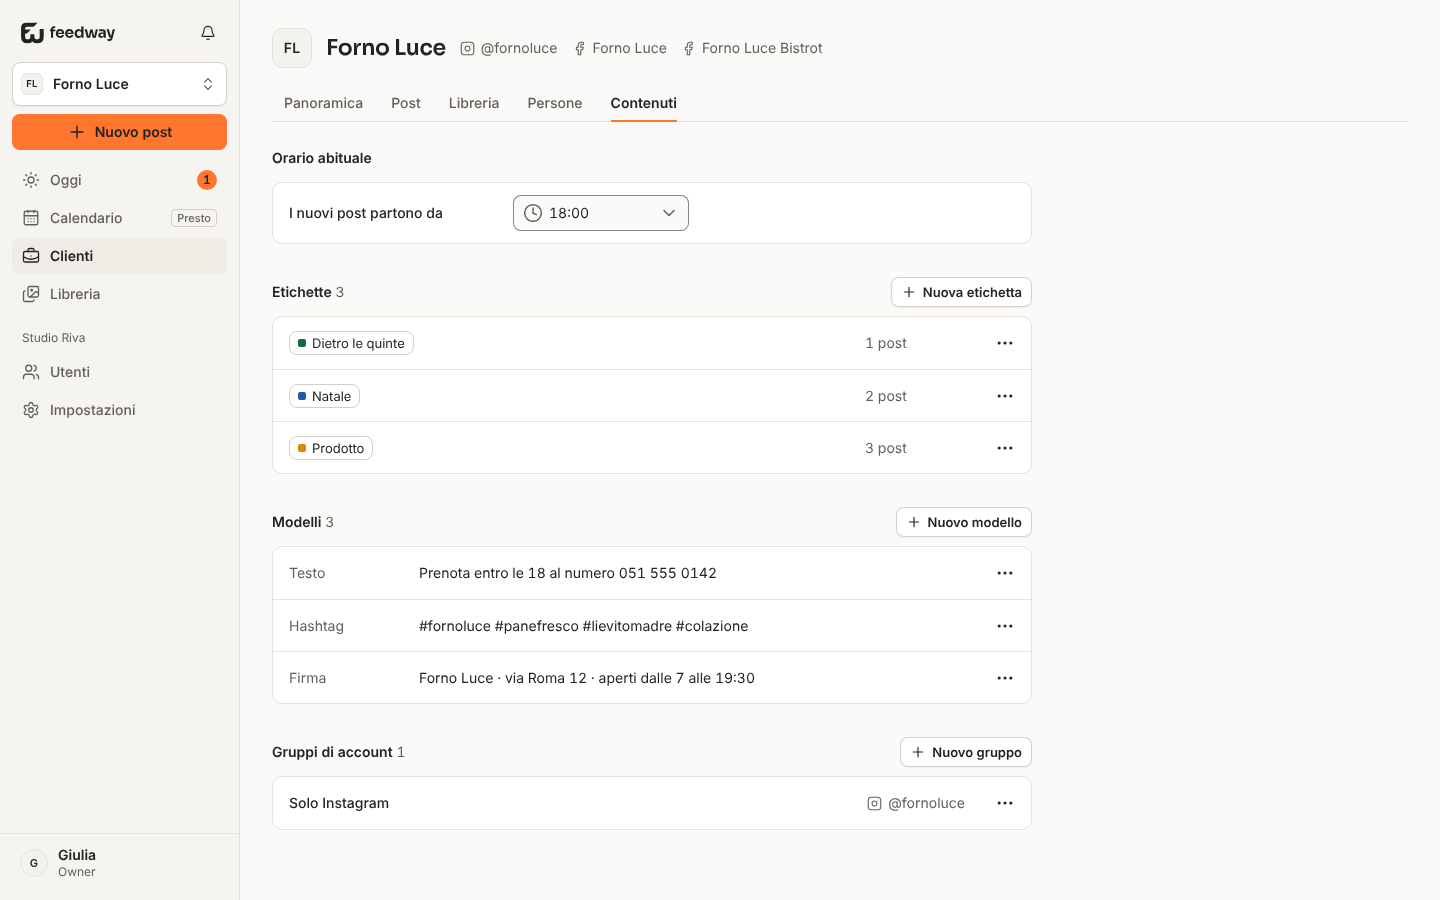 feedway
FL Forno Luce
Nuovo post
Oggi 1
Calendario Presto
Clienti
Libreria
Studio Riva
Utenti
Impostazioni
G Giulia
Owner
FL Forno Luce @fornoluce Forno Luce Forno Luce Bistrot
Panoramica Post Libreria Persone Contenuti
Orario abituale
I nuovi post partono da 18:00
Etichette 3 Nuova etichetta
Dietro le quinte 1 post
Natale 2 post
Prodotto 3 post
Modelli 3 Nuovo modello
Testo Prenota entro le 18 al numero 051 555 0142
Hashtag #fornoluce #panefresco #lievitomadre #colazione
Firma Forno Luce · via Roma 12 · aperti dalle 7 alle 19:30
Gruppi di account 1 Nuovo gruppo
Solo Instagram @fornoluce